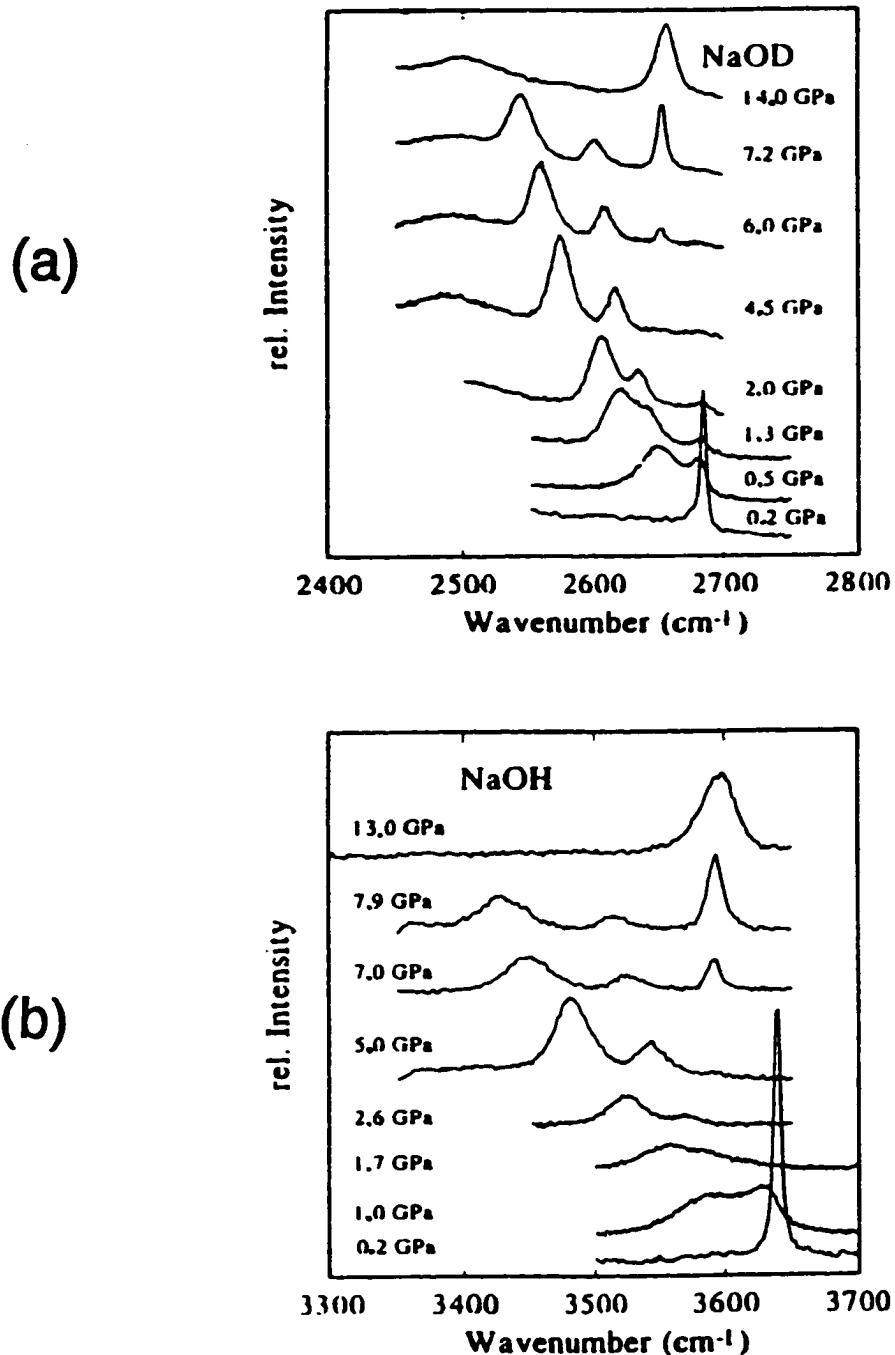 (a)
rel. Intensity
NaOD
14.0 GPa
7.2 GPa
6.0 GPa
4.5 GPa
2.0 GPa
1.3 GPa
0.5 GPa
0.2 GPa
2400 2500 2600 2700 2800
Wavenumber (cm-1)
(b)
rel. Intensity
NaOH
13.0 GPa
7.9 GPa
7.0 GPa
5.0 GPa
2.6 GPa
1.7 GPa
1.0 GPa
0.2 GPa
3300 3400 3500 3600 3700
Wavenumber (cm-1)